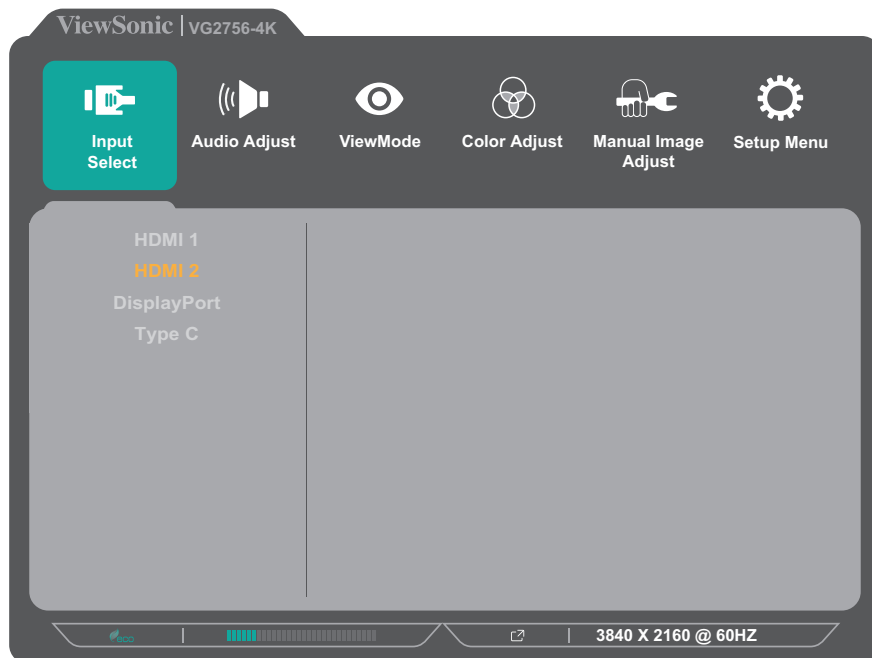 ViewSonic | VG2756-4K
Input Select
Audio Adjust
ViewMode
Color Adjust
Manual Image Adjust
Setup Menu
HDMI 1
HDMI 2
DisplayPort
Type C
eco
3840 X 2160 @ 60HZ